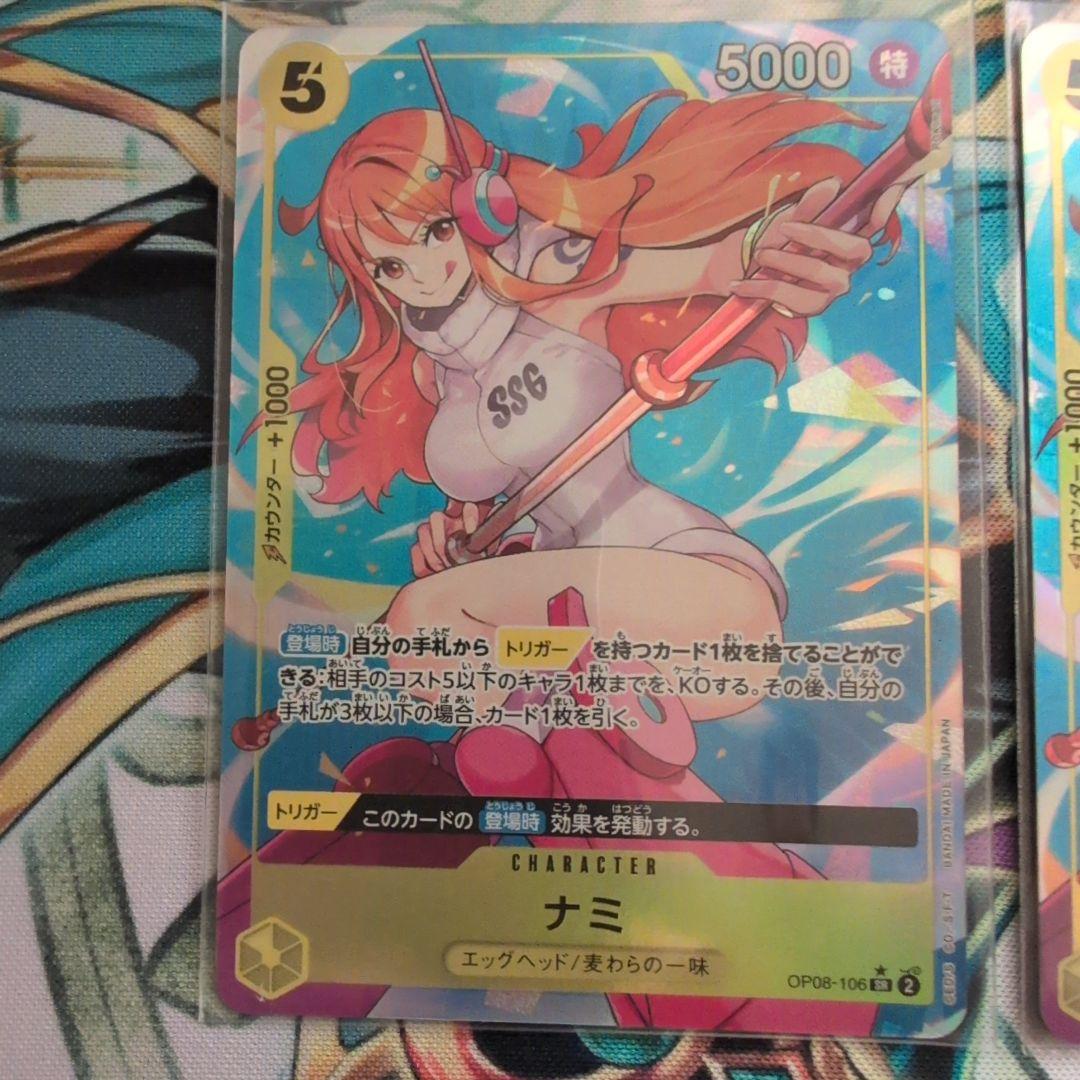 5
5000
特
カウンター +1000
SSG
登場時 自分の手札から トリガー を持つカード1枚を捨てることがで
きる:相手のコスト5以下のキャラ1枚までを、KOする。その後、自分の
手札が3枚以下の場合、カード1枚を引く。
トリガー このカードの 登場時 効果を発動する。
CHARACTER
ナミ
エッグヘッド/麦わらの一味
OP08-106 SR 2
BANDAI MADE IN JAPAN